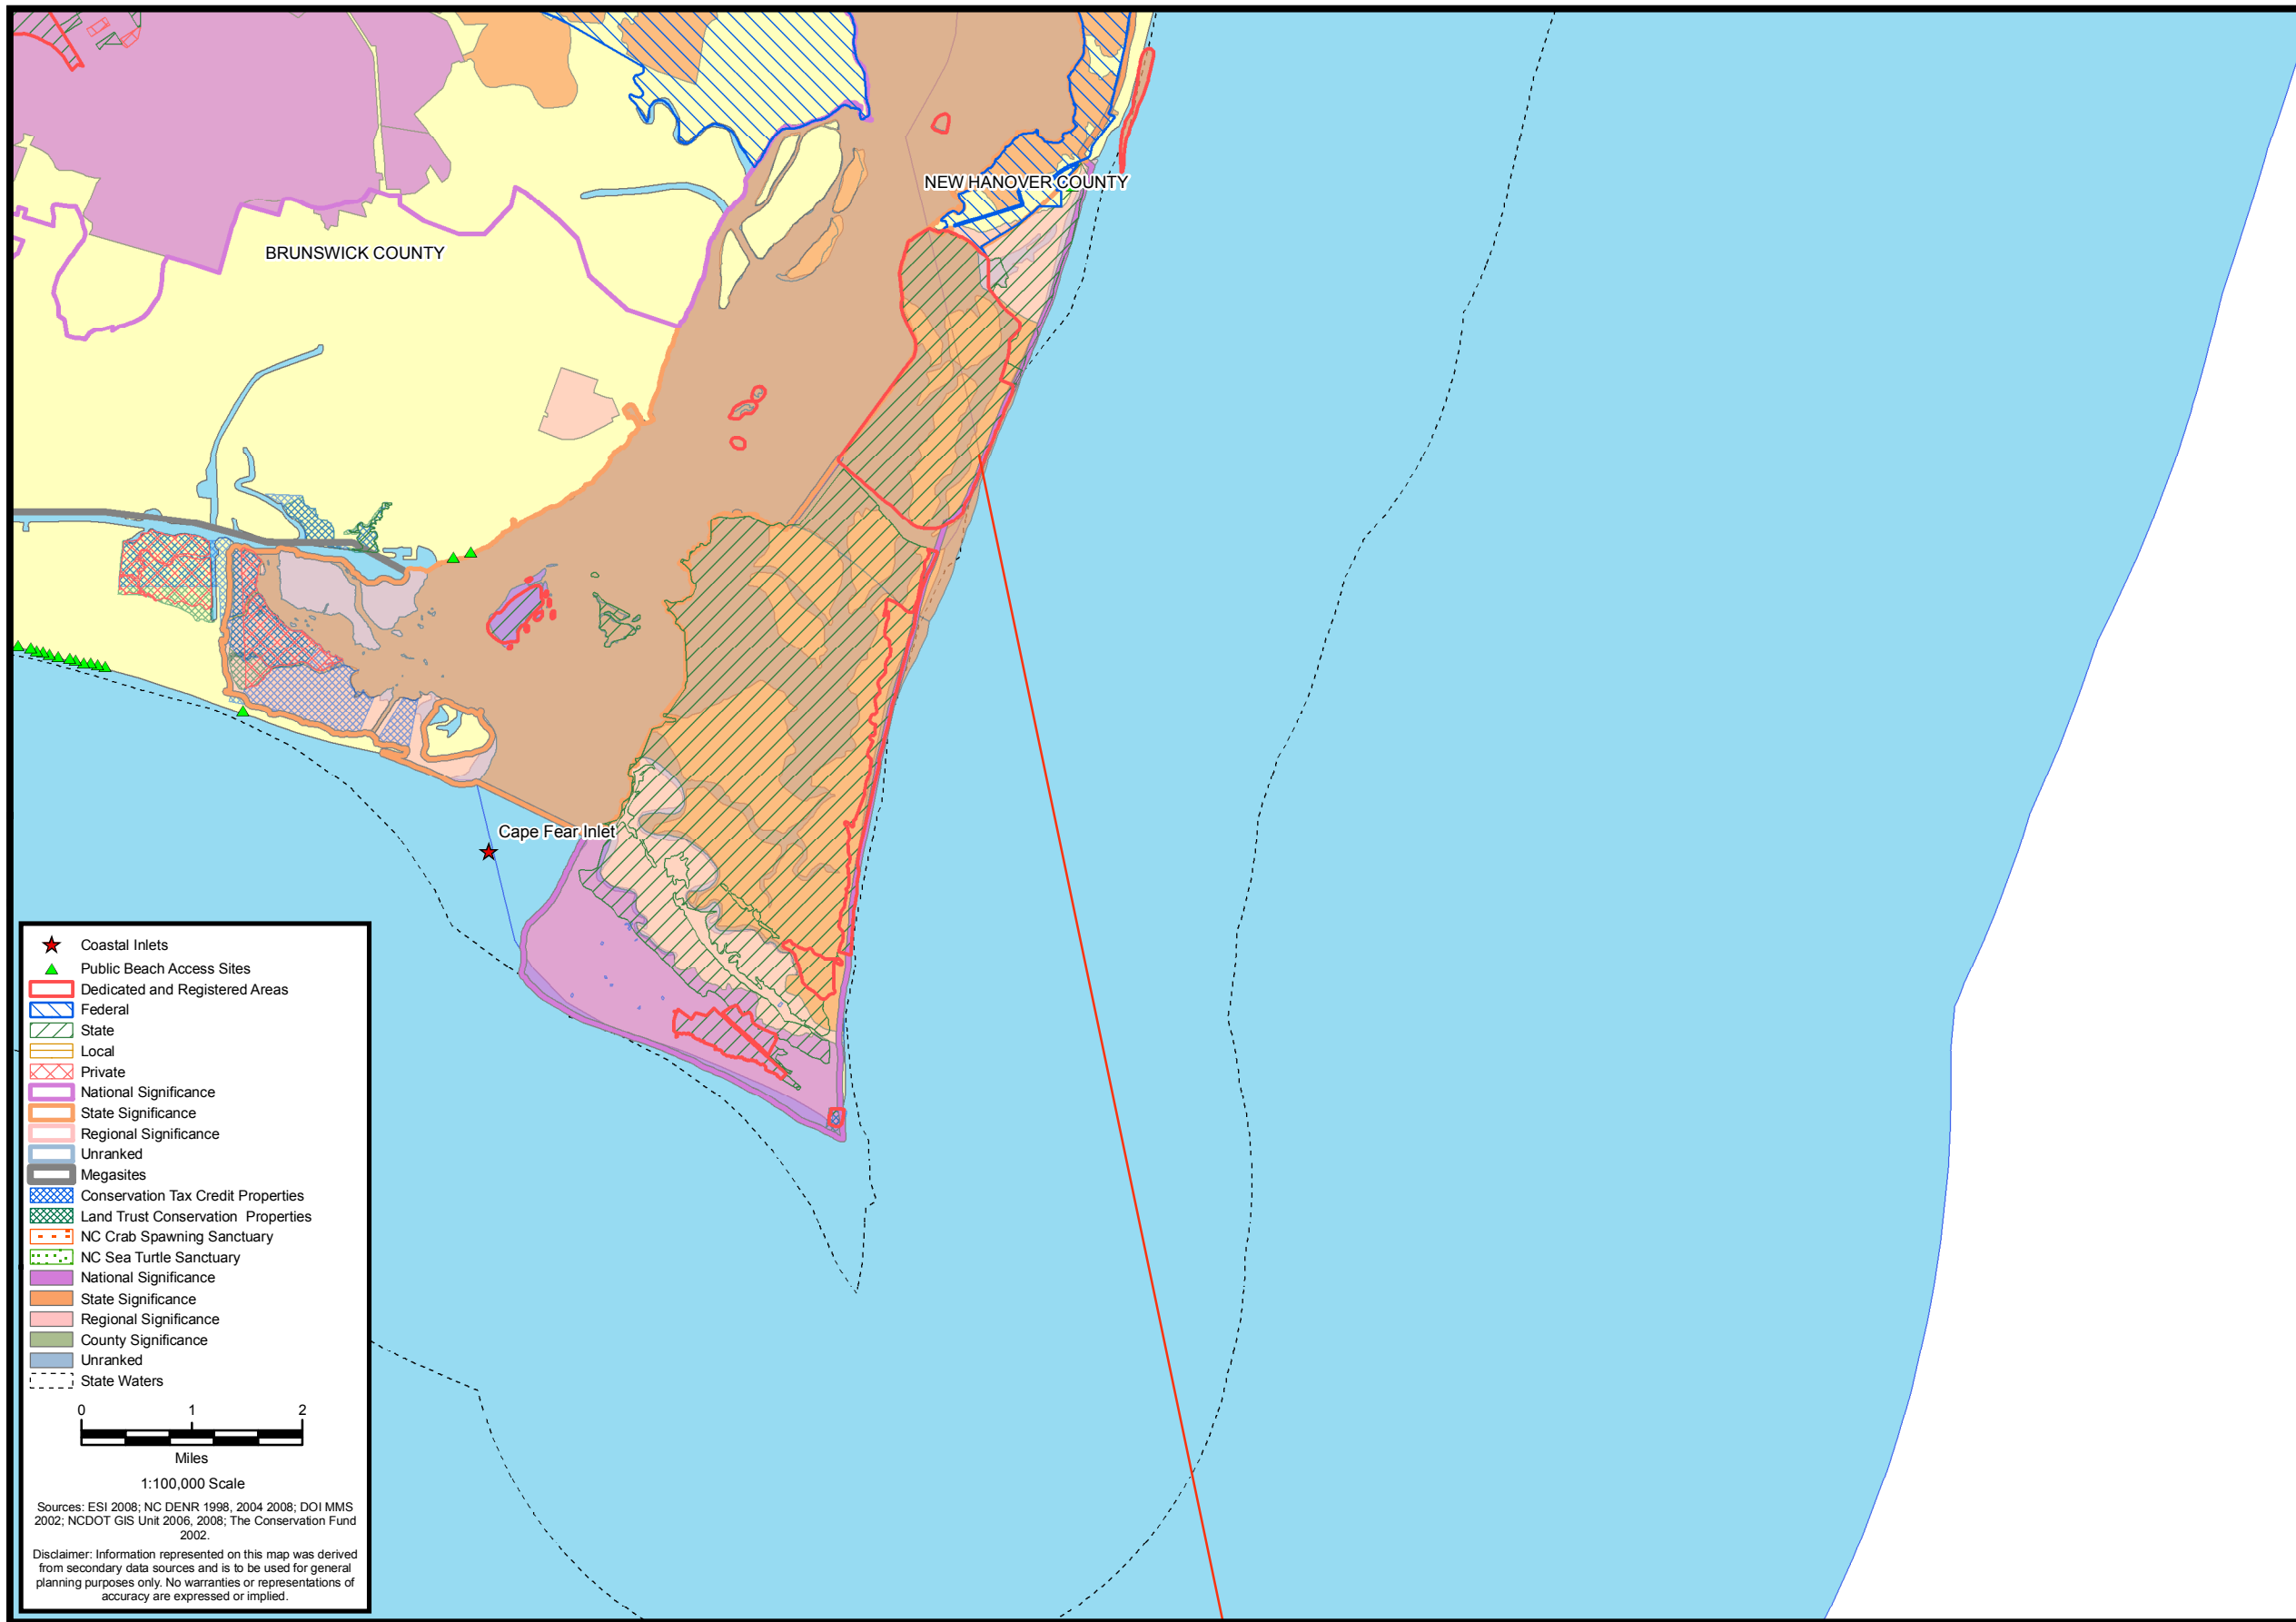 NEW HANOVER COUNTY
BRUNSWICK COUNTY
Cape Fear Inlet
Coastal Inlets
Public Beach Access Sites
Dedicated and Registered Areas
Federal
State
Local
Private
National Significance
State Significance
Regional Significance
Unranked
Megasites
Conservation Tax Credit Properties
Land Trust Conservation  Properties
NC Crab Spawning Sanctuary
NC Sea Turtle Sanctuary
National Significance
State Significance
Regional Significance
County Significance
Unranked
State Waters
0 1 2
Miles
1:100,000 Scale
Sources: ESI 2008; NC DENR 1998, 2004 2008; DOI MMS
2002; NCDOT GIS Unit 2006, 2008; The Conservation Fund
2002.
Disclaimer: Information represented on this map was derived
from secondary data sources and is to be used for general
planning purposes only. No warranties or representations of
accuracy are expressed or implied.